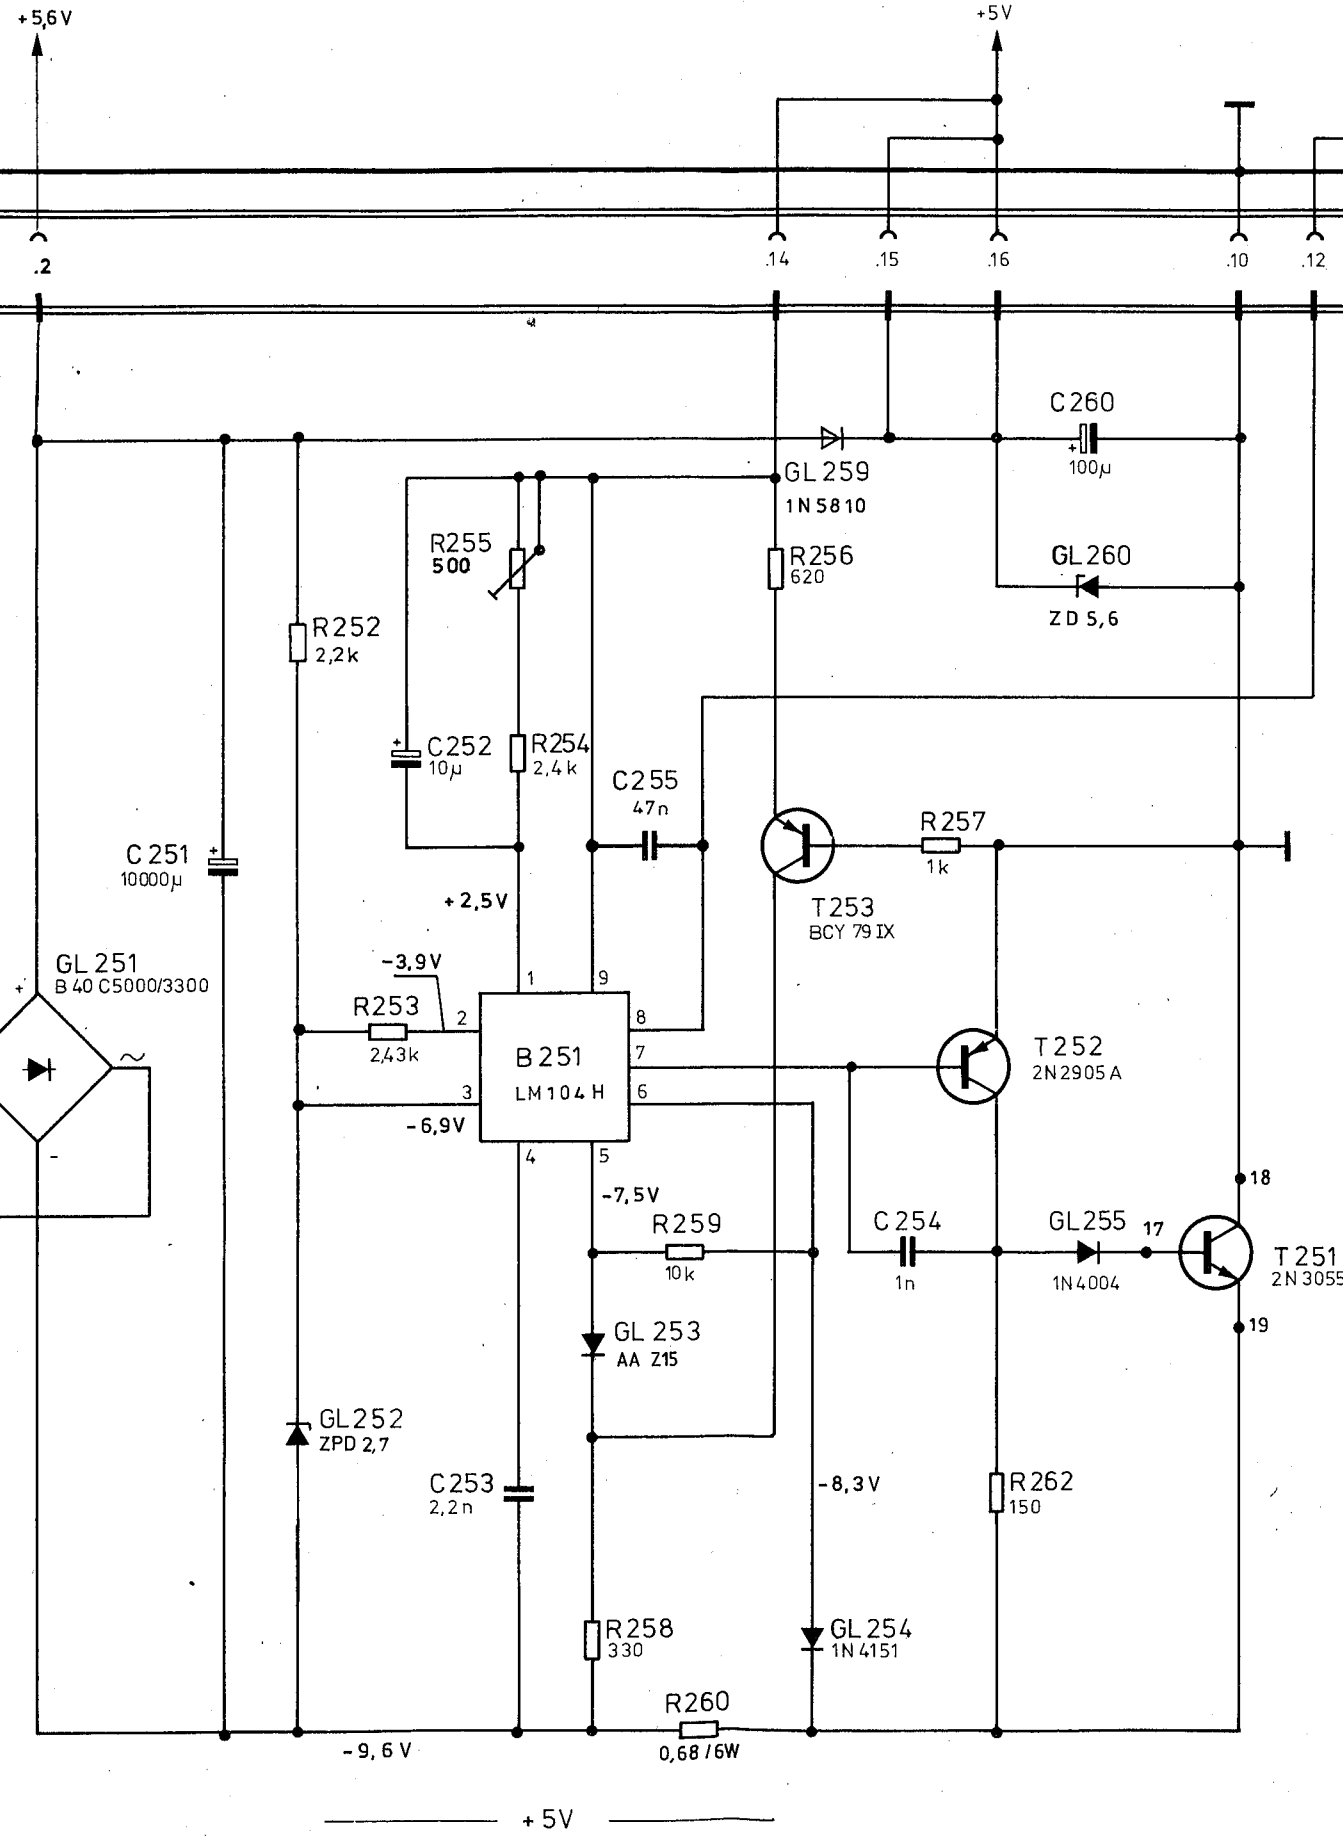 +5,6V
+5V
.2
.14
.15
.16
.10
.12
C260
+
100µ
GL259
1N5810
R255
500
R256
620
GL260
ZD 5,6
R252
2,2k
+
C252
10µ
R254
2,4k
C255
47n
R257
1k
+
C251
10000µ
+2,5V
T253
BCY 79 IX
GL251
B40 C5000/3300
+
-3,9V
1
9
R253
2,43k
2
8
~
B251
LM104H
7
T252
2N2905A
3
6
-6,9V
-
4
5
-7,5V
18
R259
10k
C254
1n
GL255
17
1N4004
T251
2N3055
GL253
AA Z15
19
GL252
ZPD 2,7
C253
2,2n
-8,3V
R262
150
R258
330
GL254
1N4151
R260
-9,6V
0,68/6W
+5V